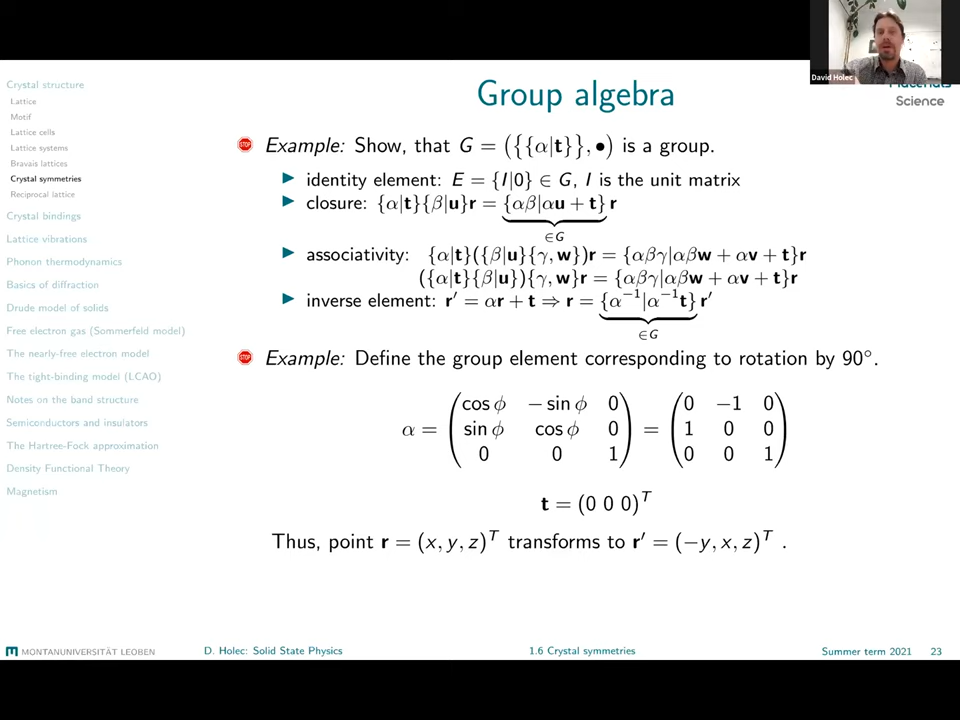 David Holec
Materials
Science
Crystal structure
Lattice
Motif
Lattice cells
Lattice systems
Bravais lattices
Crystal symmetries
Reciprocal lattice
Crystal bindings
Lattice vibrations
Phonon thermodynamics
Basics of diffraction
Drude model of solids
Free electron gas (Sommerfeld model)
The nearly-free electron model
The tight-binding model (LCAO)
Notes on the band structure
Semiconductors and insulators
The Hartree-Fock approximation
Density Functional Theory
Magnetism
Group algebra
STOP Example: Show, that G = ({{α|t}}, •) is a group.
▶ identity element: E = {I|0} ∈ G, I is the unit matrix
▶ closure: {α|t}{β|u}r = {αβ|αu + t} r
∈G
▶ associativity: {α|t}({β|u}{γ, w})r = {αβγ|αβw + αv + t}r
({α|t}{β|u}){γ, w}r = {αβγ|αβw + αv + t}r
▶ inverse element: r′ = αr + t ⇒ r = {α⁻¹|α⁻¹t} r′
∈G
STOP Example: Define the group element corresponding to rotation by 90°.
cos ϕ − sin ϕ 0 0 −1 0
α = sin ϕ cos ϕ 0 = 1 0 0
0 0 1 0 0 1
t = (0 0 0)ᵀ
Thus, point r = (x, y, z)ᵀ transforms to r′ = (−y, x, z)ᵀ .
MONTANUNIVERSITÄT LEOBEN D. Holec: Solid State Physics 1.6 Crystal symmetries Summer term 2021 23